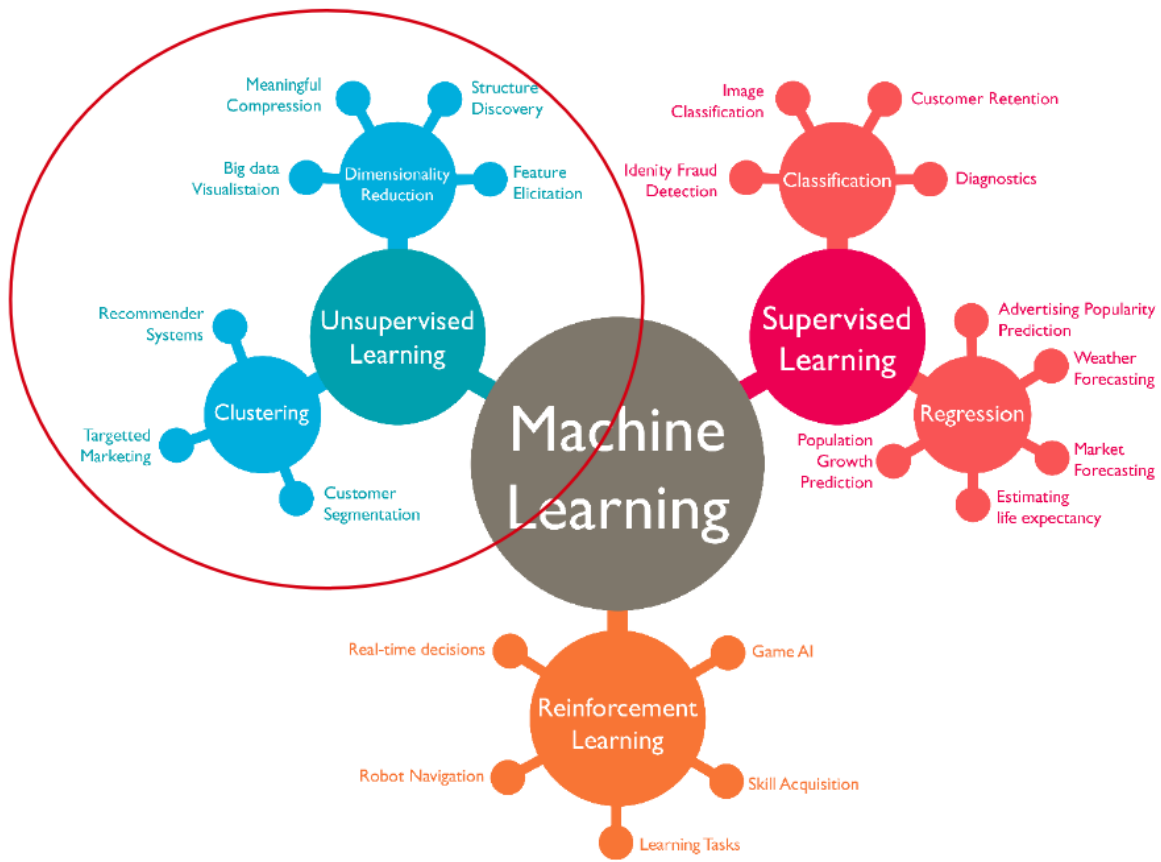 Meaningful
Compression
Structure
Discovery
Big data
Visualistaion
Dimensionality
Reduction
Feature
Elicitation
Unsupervised
Learning
Recommender
Systems
Clustering
Targetted
Marketing
Customer
Segmentation
Machine
Learning
Image
Classification
Customer Retention
Idenity Fraud
Detection
Classification
Diagnostics
Supervised
Learning
Advertising Popularity
Prediction
Weather
Forecasting
Regression
Population
Growth
Prediction
Market
Forecasting
Estimating
life expectancy
Real-time decisions
Game AI
Reinforcement
Learning
Robot Navigation
Skill Acquisition
Learning Tasks